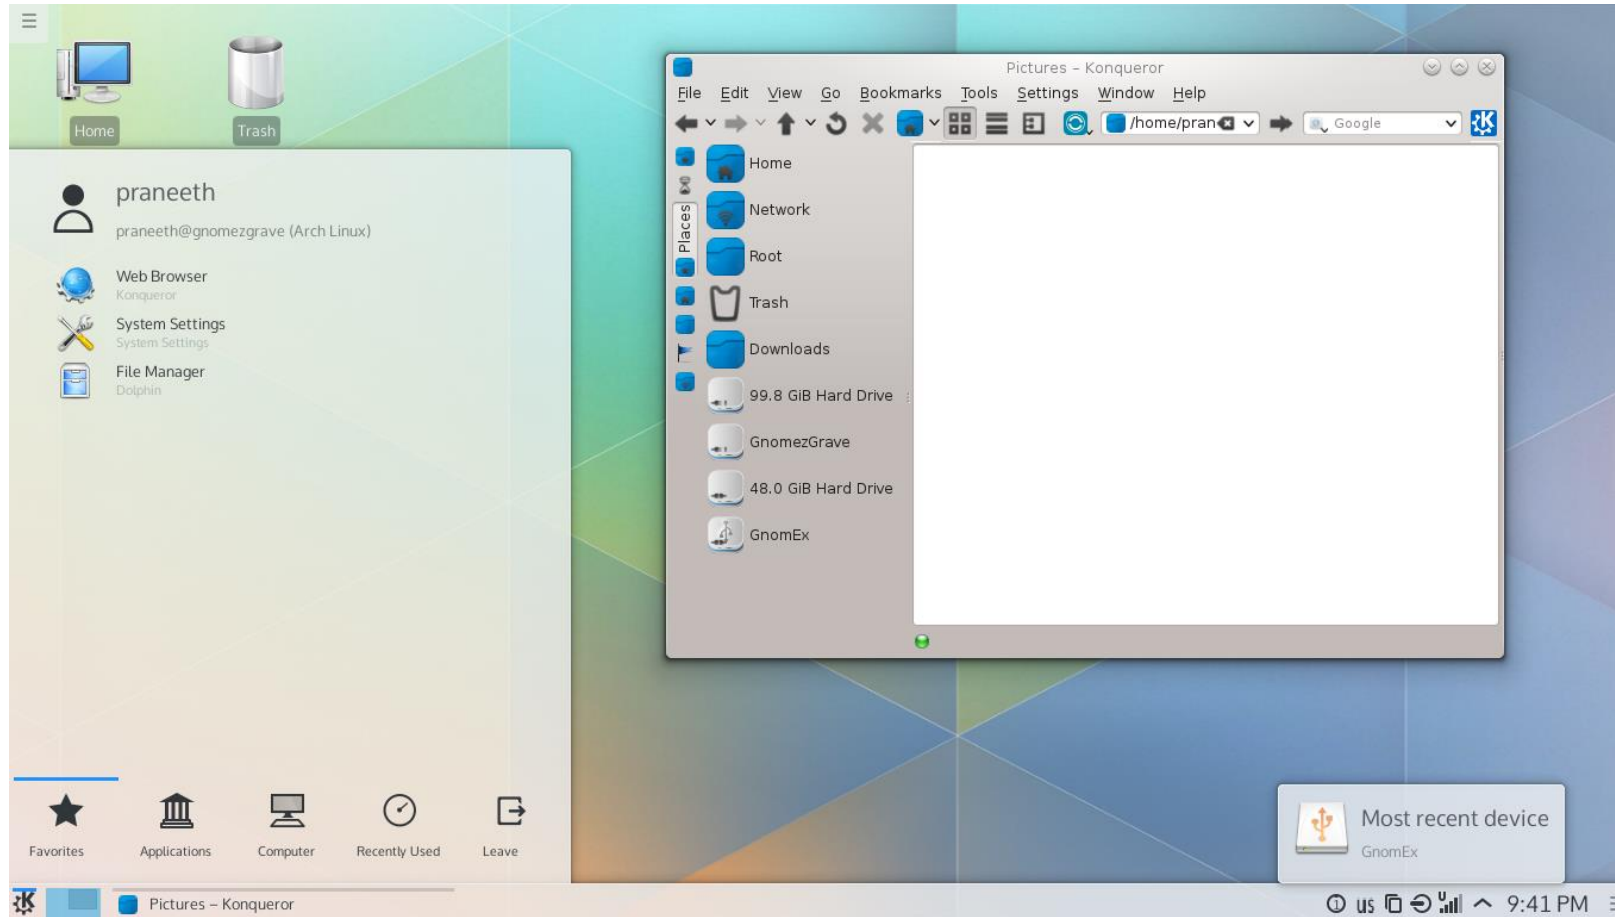 Home
Trash
praneeth
praneeth@gnomezgrave (Arch Linux)
Web Browser
Konqueror
System Settings
System Settings
File Manager
Dolphin
Favorites
Applications
Computer
Recently Used
Leave
Pictures – Konqueror
File Edit View Go Bookmarks Tools Settings Window Help
/home/pran
Google
Places
Home
Network
Root
Trash
Downloads
99.8 GiB Hard Drive
GnomezGrave
48.0 GiB Hard Drive
GnomEx
Most recent device
GnomEx
Pictures – Konqueror
us
9:41 PM